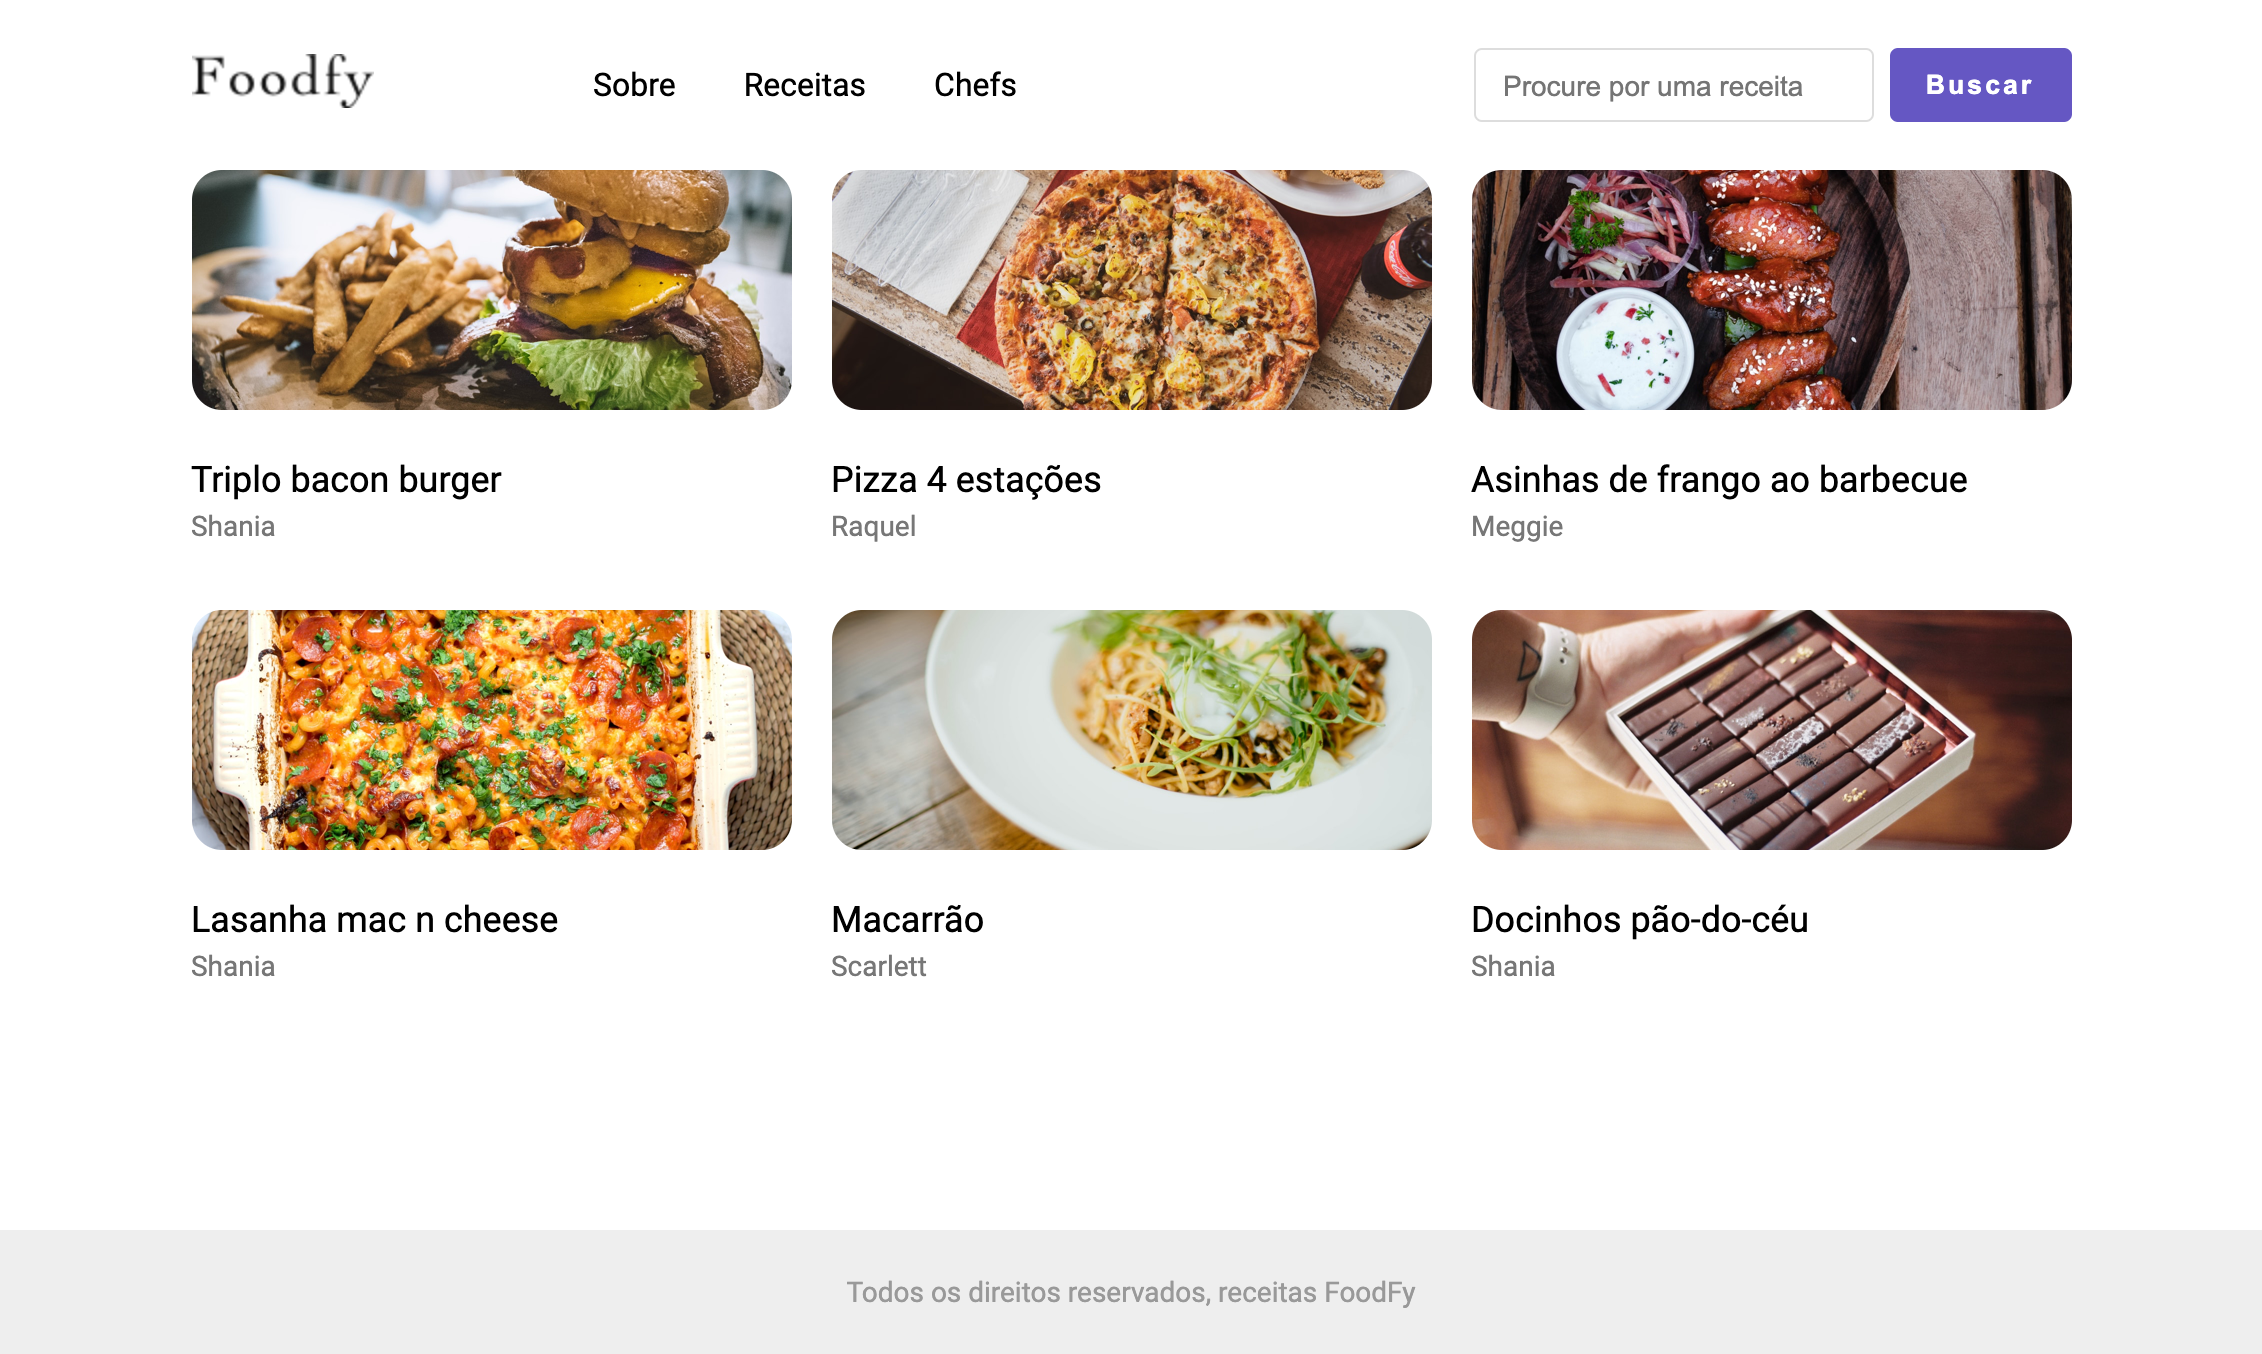 Foodfy
Sobre
Receitas
Chefs
Procure por uma receita
Buscar
Triplo bacon burger
Shania
Pizza 4 estações
Raquel
Asinhas de frango ao barbecue
Meggie
Lasanha mac n cheese
Shania
Macarrão
Scarlett
Docinhos pão-do-céu
Shania
Todos os direitos reservados, receitas FoodFy